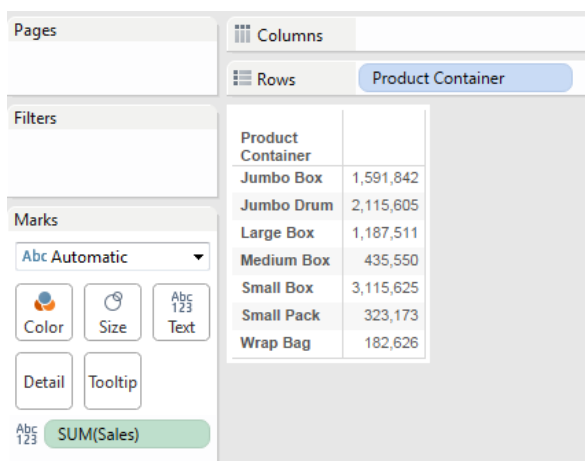 Pages
Columns
Rows
Product Container
Filters
Product
Container
Jumbo Box 1,591,842
Jumbo Drum 2,115,605
Large Box 1,187,511
Medium Box 435,550
Small Box 3,115,625
Small Pack 323,173
Wrap Bag 182,626
Marks
Abc Automatic
Color
Size
Abc
123
Text
Detail
Tooltip
Abc
123
SUM(Sales)